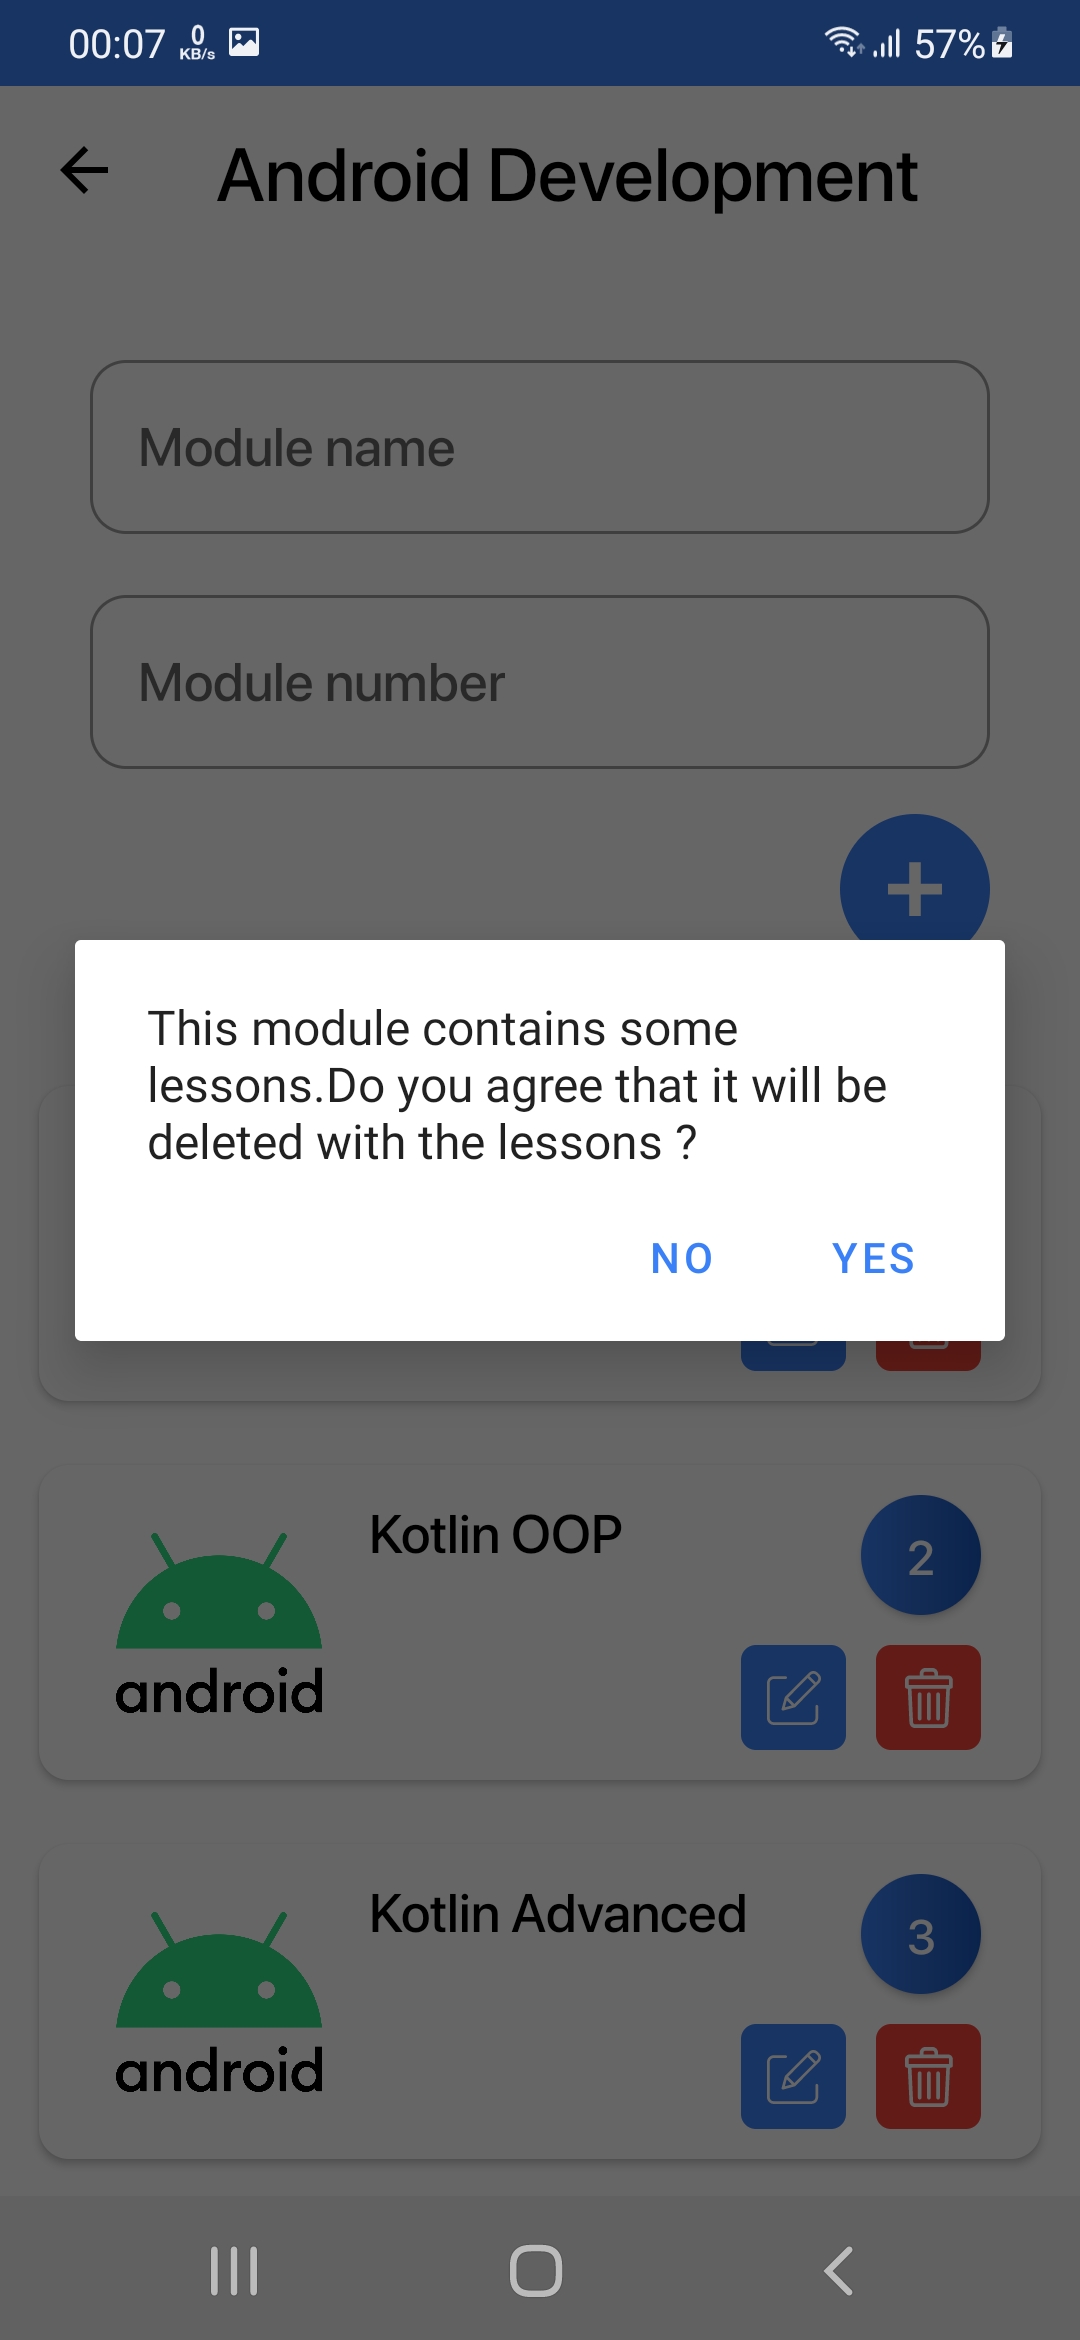 00:07 0 KB/s 57%
Android Development
Module name
Module number
This module contains some
lessons.Do you agree that it will be
deleted with the lessons ?
NO YES
Kotlin OOP
2
android
Kotlin Advanced
3
android